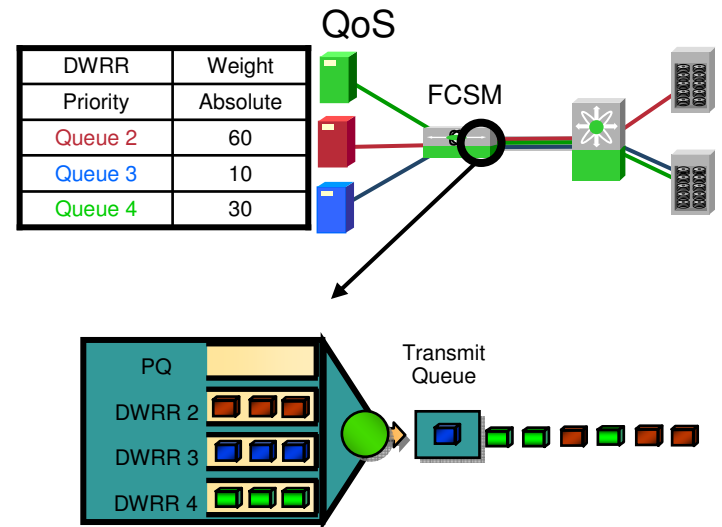 QoS
DWRR Weight
Priority Absolute
Queue 2 60
Queue 3 10
Queue 4 30
FCSM
PQ
DWRR 2
DWRR 3
DWRR 4
Transmit
Queue